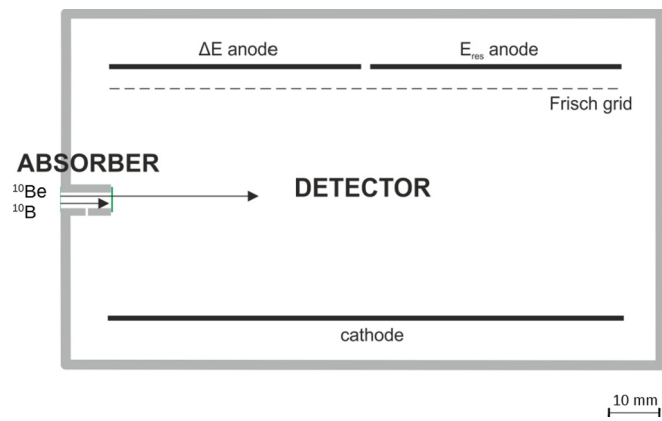 ΔE anode
E_res anode
Frisch grid
ABSORBER
¹⁰Be
DETECTOR
¹⁰B
cathode
10 mm